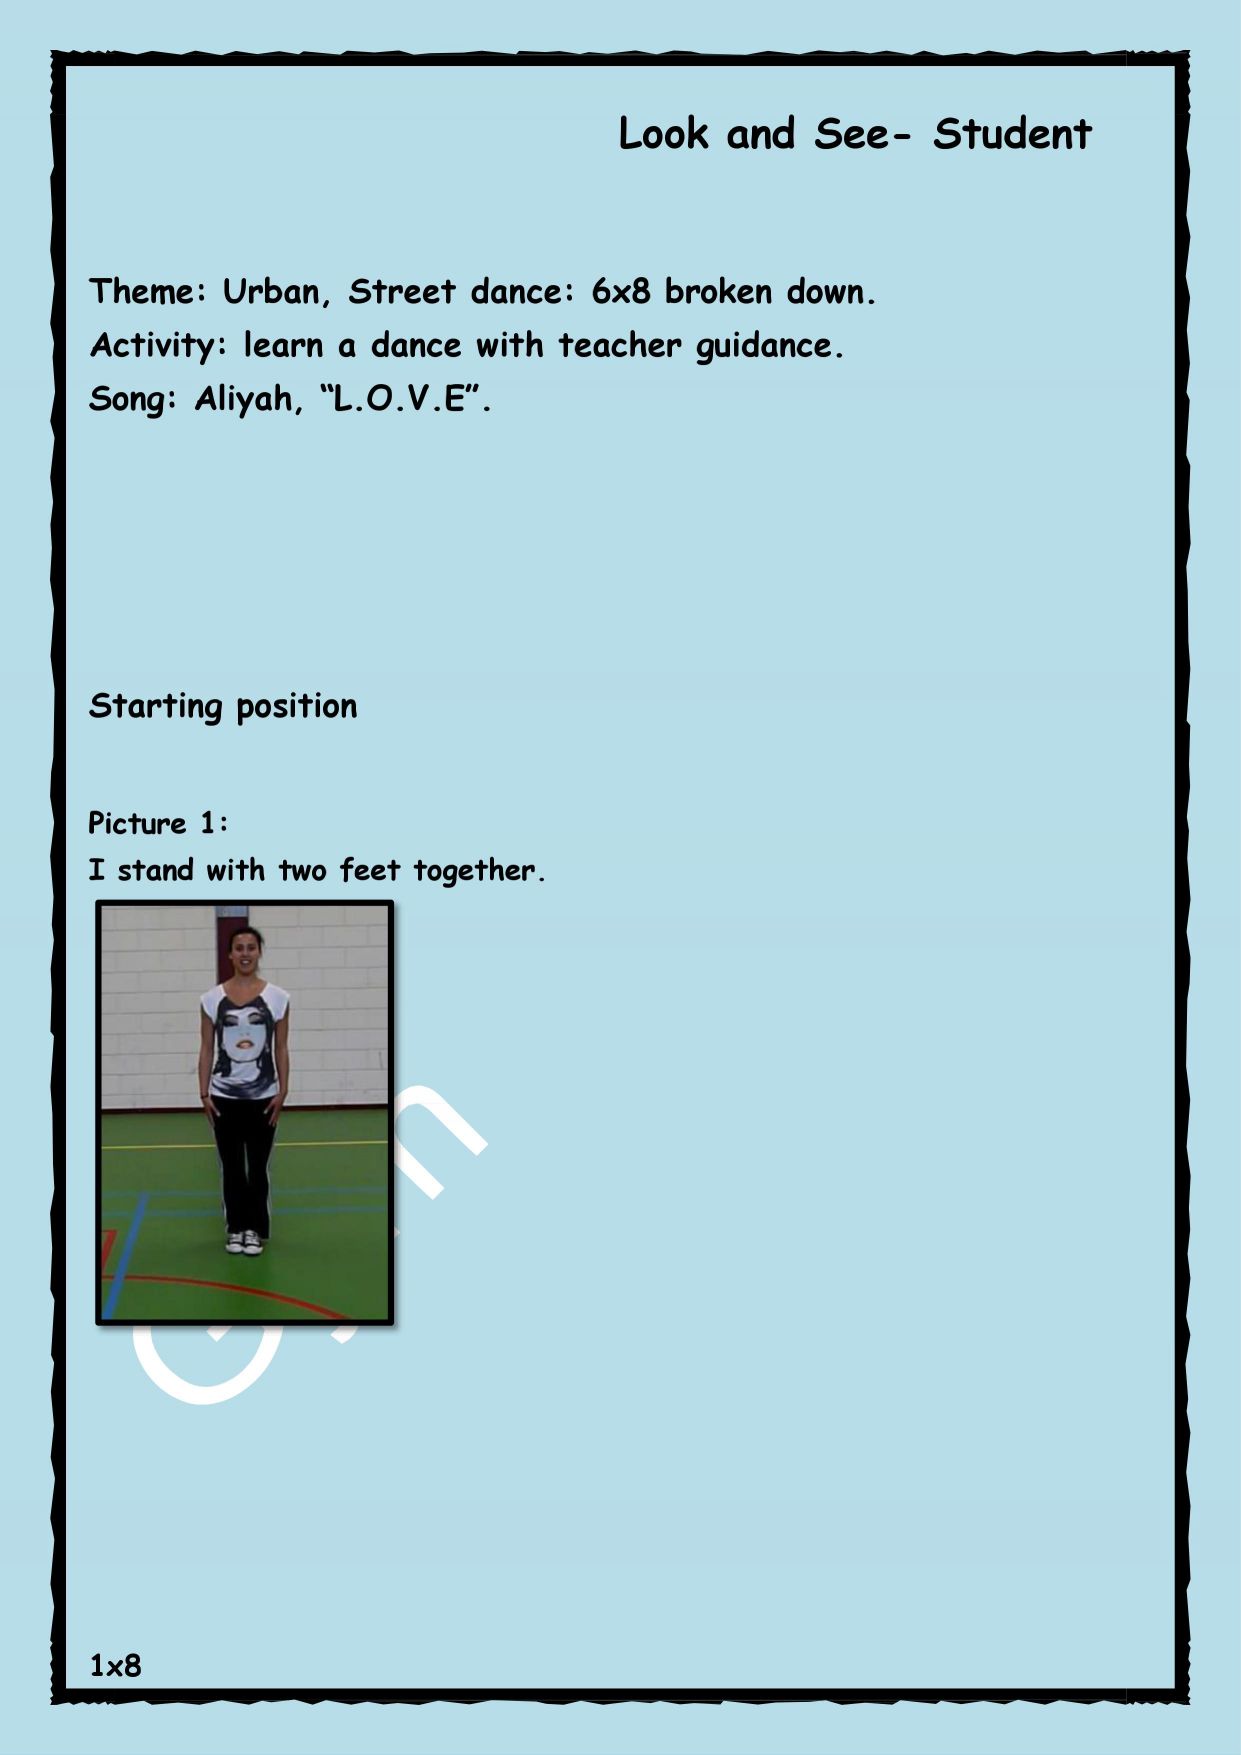 Look and See- Student
Theme: Urban, Street dance: 6x8 broken down.
Activity: learn a dance with teacher guidance.
Song: Aliyah, “L.O.V.E”.
Starting position
Picture 1:
I stand with two feet together.
1x8